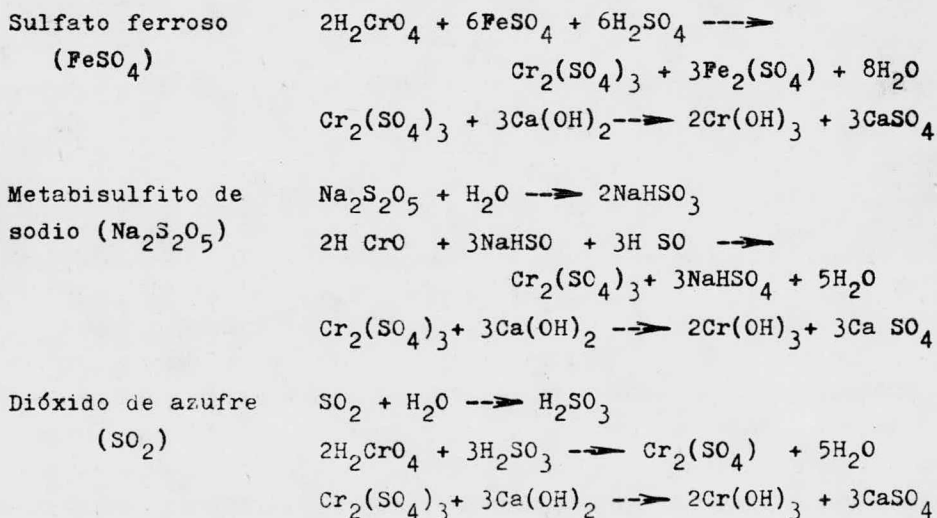 Sulfato ferroso 2H₂CrO₄ + 6FeSO₄ + 6H₂SO₄ --->
(FeSO₄)
Cr₂(SO₄)₃ + 3Fe₂(SO₄) + 8H₂O
Cr₂(SO₄)₃ + 3Ca(OH)₂ --> 2Cr(OH)₃ + 3CaSO₄
Metabisulfito de Na₂S₂O₅ + H₂O --> 2NaHSO₃
sodio (Na₂S₂O₅)
2H CrO + 3NaHSO + 3H SO -->
Cr₂(SO₄)₃+ 3NaHSO₄ + 5H₂O
Cr₂(SO₄)₃+ 3Ca(OH)₂ --> 2Cr(OH)₃+ 3Ca SO₄
Dióxido de azufre SO₂ + H₂O --> H₂SO₃
(SO₂)
2H₂CrO₄ + 3H₂SO₃ --> Cr₂(SO₄) + 5H₂O
Cr₂(SO₄)₃+ 3Ca(OH)₂ --> 2Cr(OH)₃ + 3CaSO₄